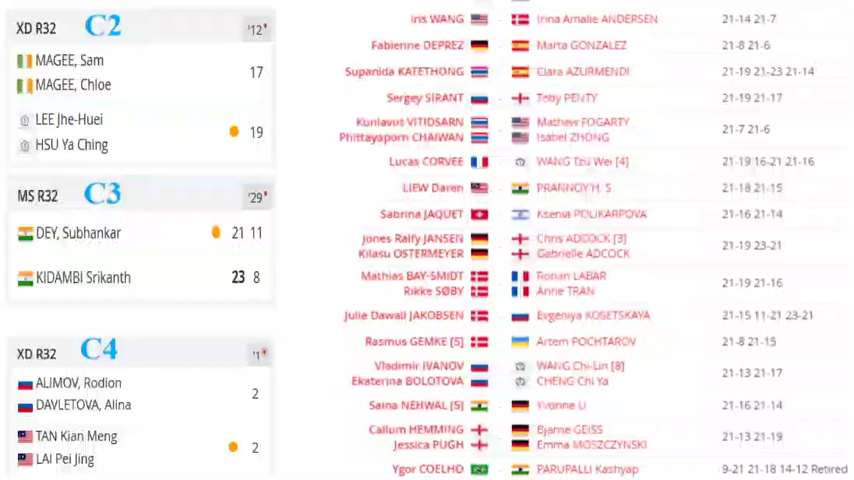 XD R32 C2 '12'
MAGEE, Sam
MAGEE, Chloe
17
LEE Jhe-Huei
HSU Ya Ching
19
MS R32 C3 '29'
DEY, Subhankar 21 11
KIDAMBI Srikanth 23 8
XD R32 C4 '1'
ALIMOV, Rodion
DAVLETOVA, Alina
2
TAN Kian Meng
LAI Pei Jing
2
Iris WANG - Irina Amalie ANDERSEN 21-14 21-7
Fabienne DEPREZ - Marta GONZALEZ 21-8 21-6
Supanida KATETHONG - Clara AZURMENDI 21-19 21-23 21-14
Sergey SIRANT - Toby PENTY 21-19 21-17
Kunlavut VITIDSARN - Mathew FOGARTY
Phittayaporn CHAIWAN Isabel ZHONG
21-7 21-6
Lucas CORVEE - WANG Tzu Wei [4] 21-19 16-21 21-16
LIEW Daren - PRANNOY H. S. 21-18 21-15
Sabrina JAQUET - Ksenia POLIKARPOVA 21-16 21-14
Jones Ralfy JANSEN - Chris ADCOCK [3]
Kilasu OSTERMEYER Gabrielle ADCOCK
21-19 23-21
Mathias BAY-SMIDT - Ronan LABAR
Rikke SØBY Anne TRAN
21-19 21-16
Julie Dawall JAKOBSEN - Evgeniya KOSETSKAYA 21-15 11-21 23-21
Rasmus GEMKE [5] - Artem POCHTAROV 21-8 21-15
Vladimir IVANOV - WANG Chi-Lin [8]
Ekaterina BOLOTOVA CHENG Chi Ya
21-13 21-17
Saina NEHWAL [5] - Yvonne LI 21-16 21-14
Callum HEMMING - Bjarne GEISS
Jessica PUGH Emma MOSZCZYNSKI
21-13 21-19
Ygor COELHO - PARUPALLI Kashyap 9-21 21-18 14-12 Retired